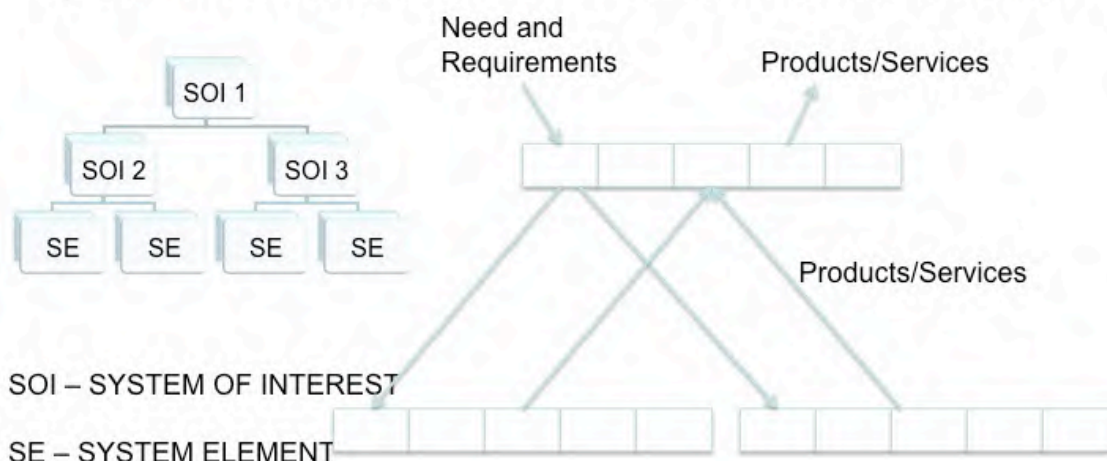 Need and
Requirements
Products/Services
SOI 1
SOI 2
SOI 3
SE
SE
SE
SE
Products/Services
SOI – SYSTEM OF INTEREST
SE – SYSTEM ELEMENT